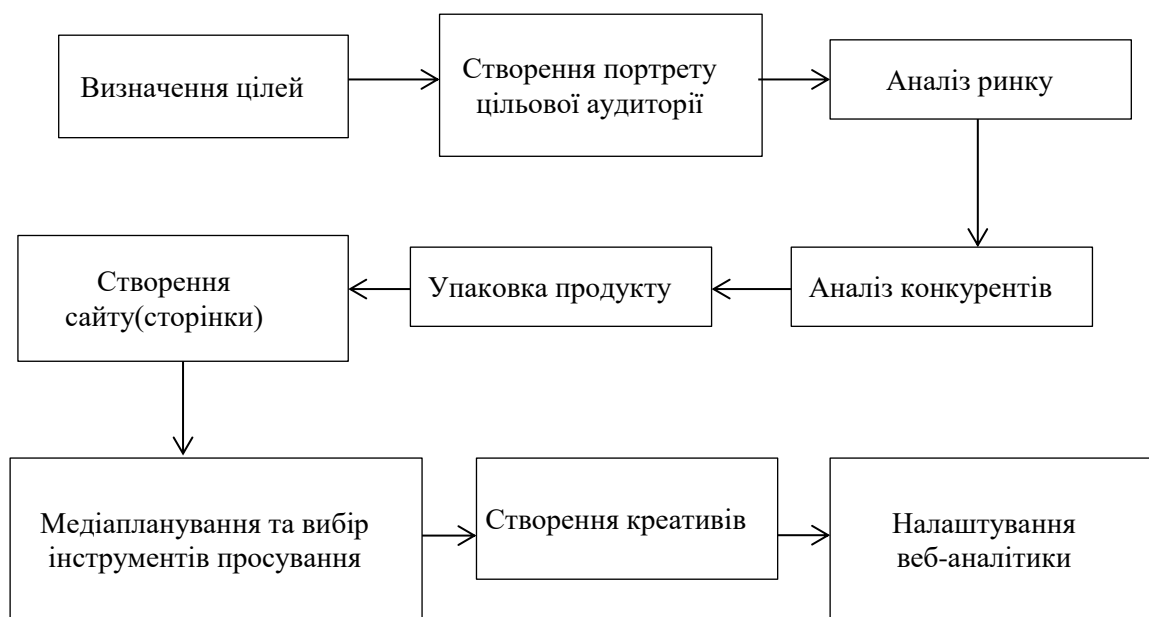 Визначення цілей
Створення портрету
цільової аудиторії
Аналіз ринку
Аналіз конкурентів
Упаковка продукту
Створення
сайту(сторінки)
Медіапланування та вибір
інструментів просування
Створення креативів
Налаштування
веб-аналітики